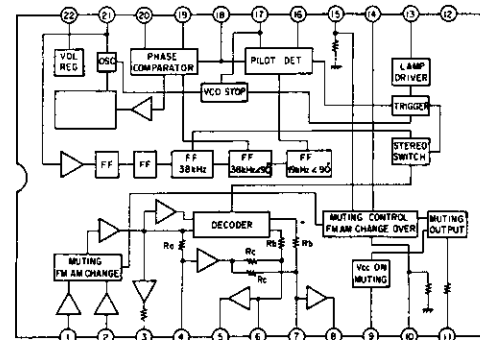 22 21 20 19 18 17 16 15 14 13 12
VOL
REG
OSC
PHASE
COMPARATOR
PILOT DET
LAMP
DRIVER
VCO STOP
TRIGGER
STEREO
SWITCH
FF
FF
FF
38kHz
FF
38kHz<90°
FF
19kHz<90°
DECODER
Ra
Rb
Rb
Rc
Rc
MUTING
FM AM CHANGE
MUTING CONTROL
FM AM CHANGE OVER
MUTING
OUTPUT
Vcc ON
MUTING
1 2 3 4 5 6 7 8 9 10 11